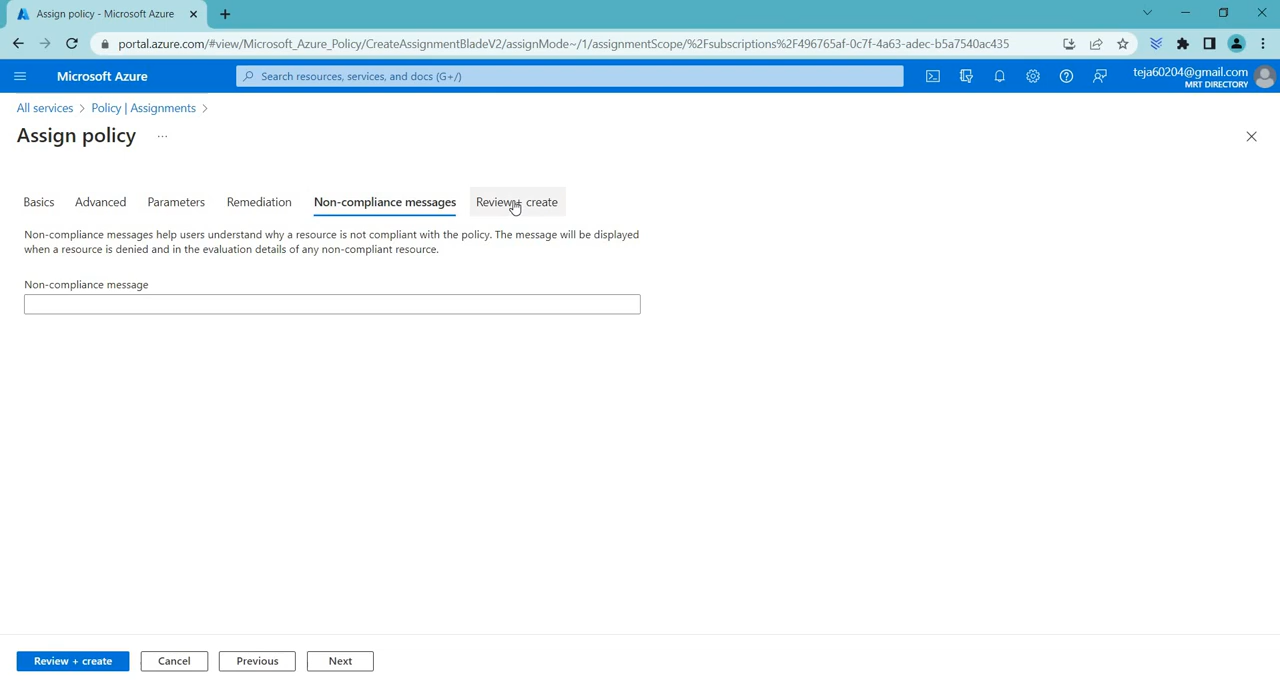 Assign policy - Microsoft Azure
portal.azure.com/#view/Microsoft_Azure_Policy/CreateAssignmentBladeV2/assignMode~/1/assignmentScope/%2Fsubscriptions%2F496765af-0c7f-4a63-adec-b5a7540ac435
Microsoft Azure
Search resources, services, and docs (G+/)
teja60204@gmail.com
MRT DIRECTORY
All services > Policy | Assignments >
Assign policy ...
Basics Advanced Parameters Remediation Non-compliance messages Review + create
Non-compliance messages help users understand why a resource is not compliant with the policy. The message will be displayed
when a resource is denied and in the evaluation details of any non-compliant resource.
Non-compliance message
Review + create Cancel Previous Next